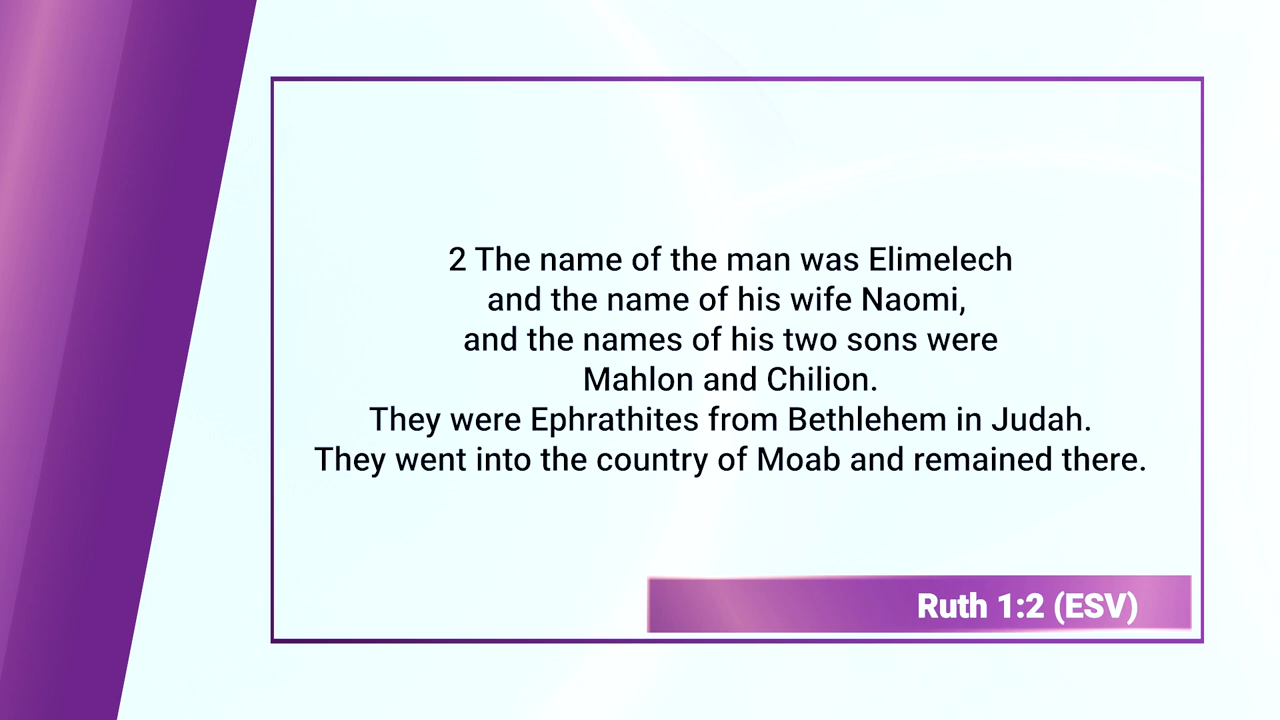 2 The name of the man was Elimelech
and the name of his wife Naomi,
and the names of his two sons were
Mahlon and Chilion.
They were Ephrathites from Bethlehem in Judah.
They went into the country of Moab and remained there.
Ruth 1:2 (ESV)